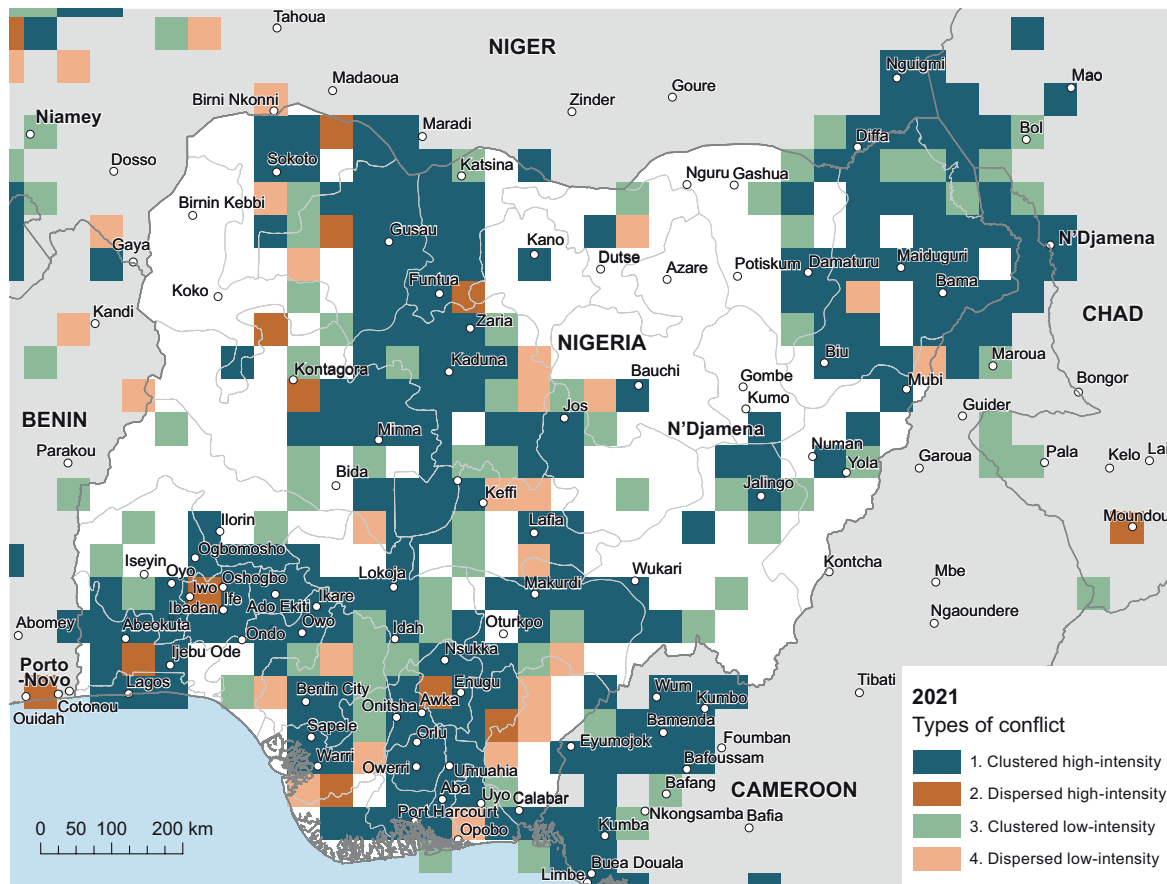 Tahoua
NIGER
Nguigmi
Mao
Madaoua
Goure
Birni Nkonni
Zinder
Niamey
Maradi
Diffa
Bol
Dosso
Sokoto
Katsina
Nguru
Gashua
Birnin Kebbi
Gusau
Kano
N'Djamena
Gaya
Dutse
Azare
Potiskum
Damaturu
Maiduguri
Koko
Funtua
Bama
Kandi
Zaria
CHAD
NIGERIA
Kaduna
Biu
Maroua
Kontagora
Bauchi
Gombe
Mubi
Bongor
Kumo
Jos
Guider
BENIN
N'Djamena
Minna
Parakou
Numan
Bida
Yola
Garoua
Pala
Kelo
Lai
Keffi
Jalingo
Ilorin
Lafia
Moundou
Ogbomosho
Iseyin
Oyo
Oshogbo
Lokoja
Wukari
Kontcha
Mbe
Iwo
Ife
Makurdi
Ibadan
Ado Ekiti
Ikare
Abomey
Abeokuta
Owo
Idah
Oturkpo
Ngaoundere
Ondo
Ijebu Ode
Nsukka
Porto
-Novo
Lagos
Benin City
Enugu
Wum
Kumbo
Tibati
Cotonou
Ouidah
Onitsha
Awka
Sapele
Orlu
Bamenda
Eyumojok
Foumban
Warri
Owerri
Umuahia
Bafoussam
Aba
Uyo
Calabar
Bafang
CAMEROON
Port Harcourt
Nkongsamba
Bafia
Opobo
Kumba
Buea
Douala
Limbe
0 50 100 200 km
2021
Types of conflict
1. Clustered high-intensity
2. Dispersed high-intensity
3. Clustered low-intensity
4. Dispersed low-intensity